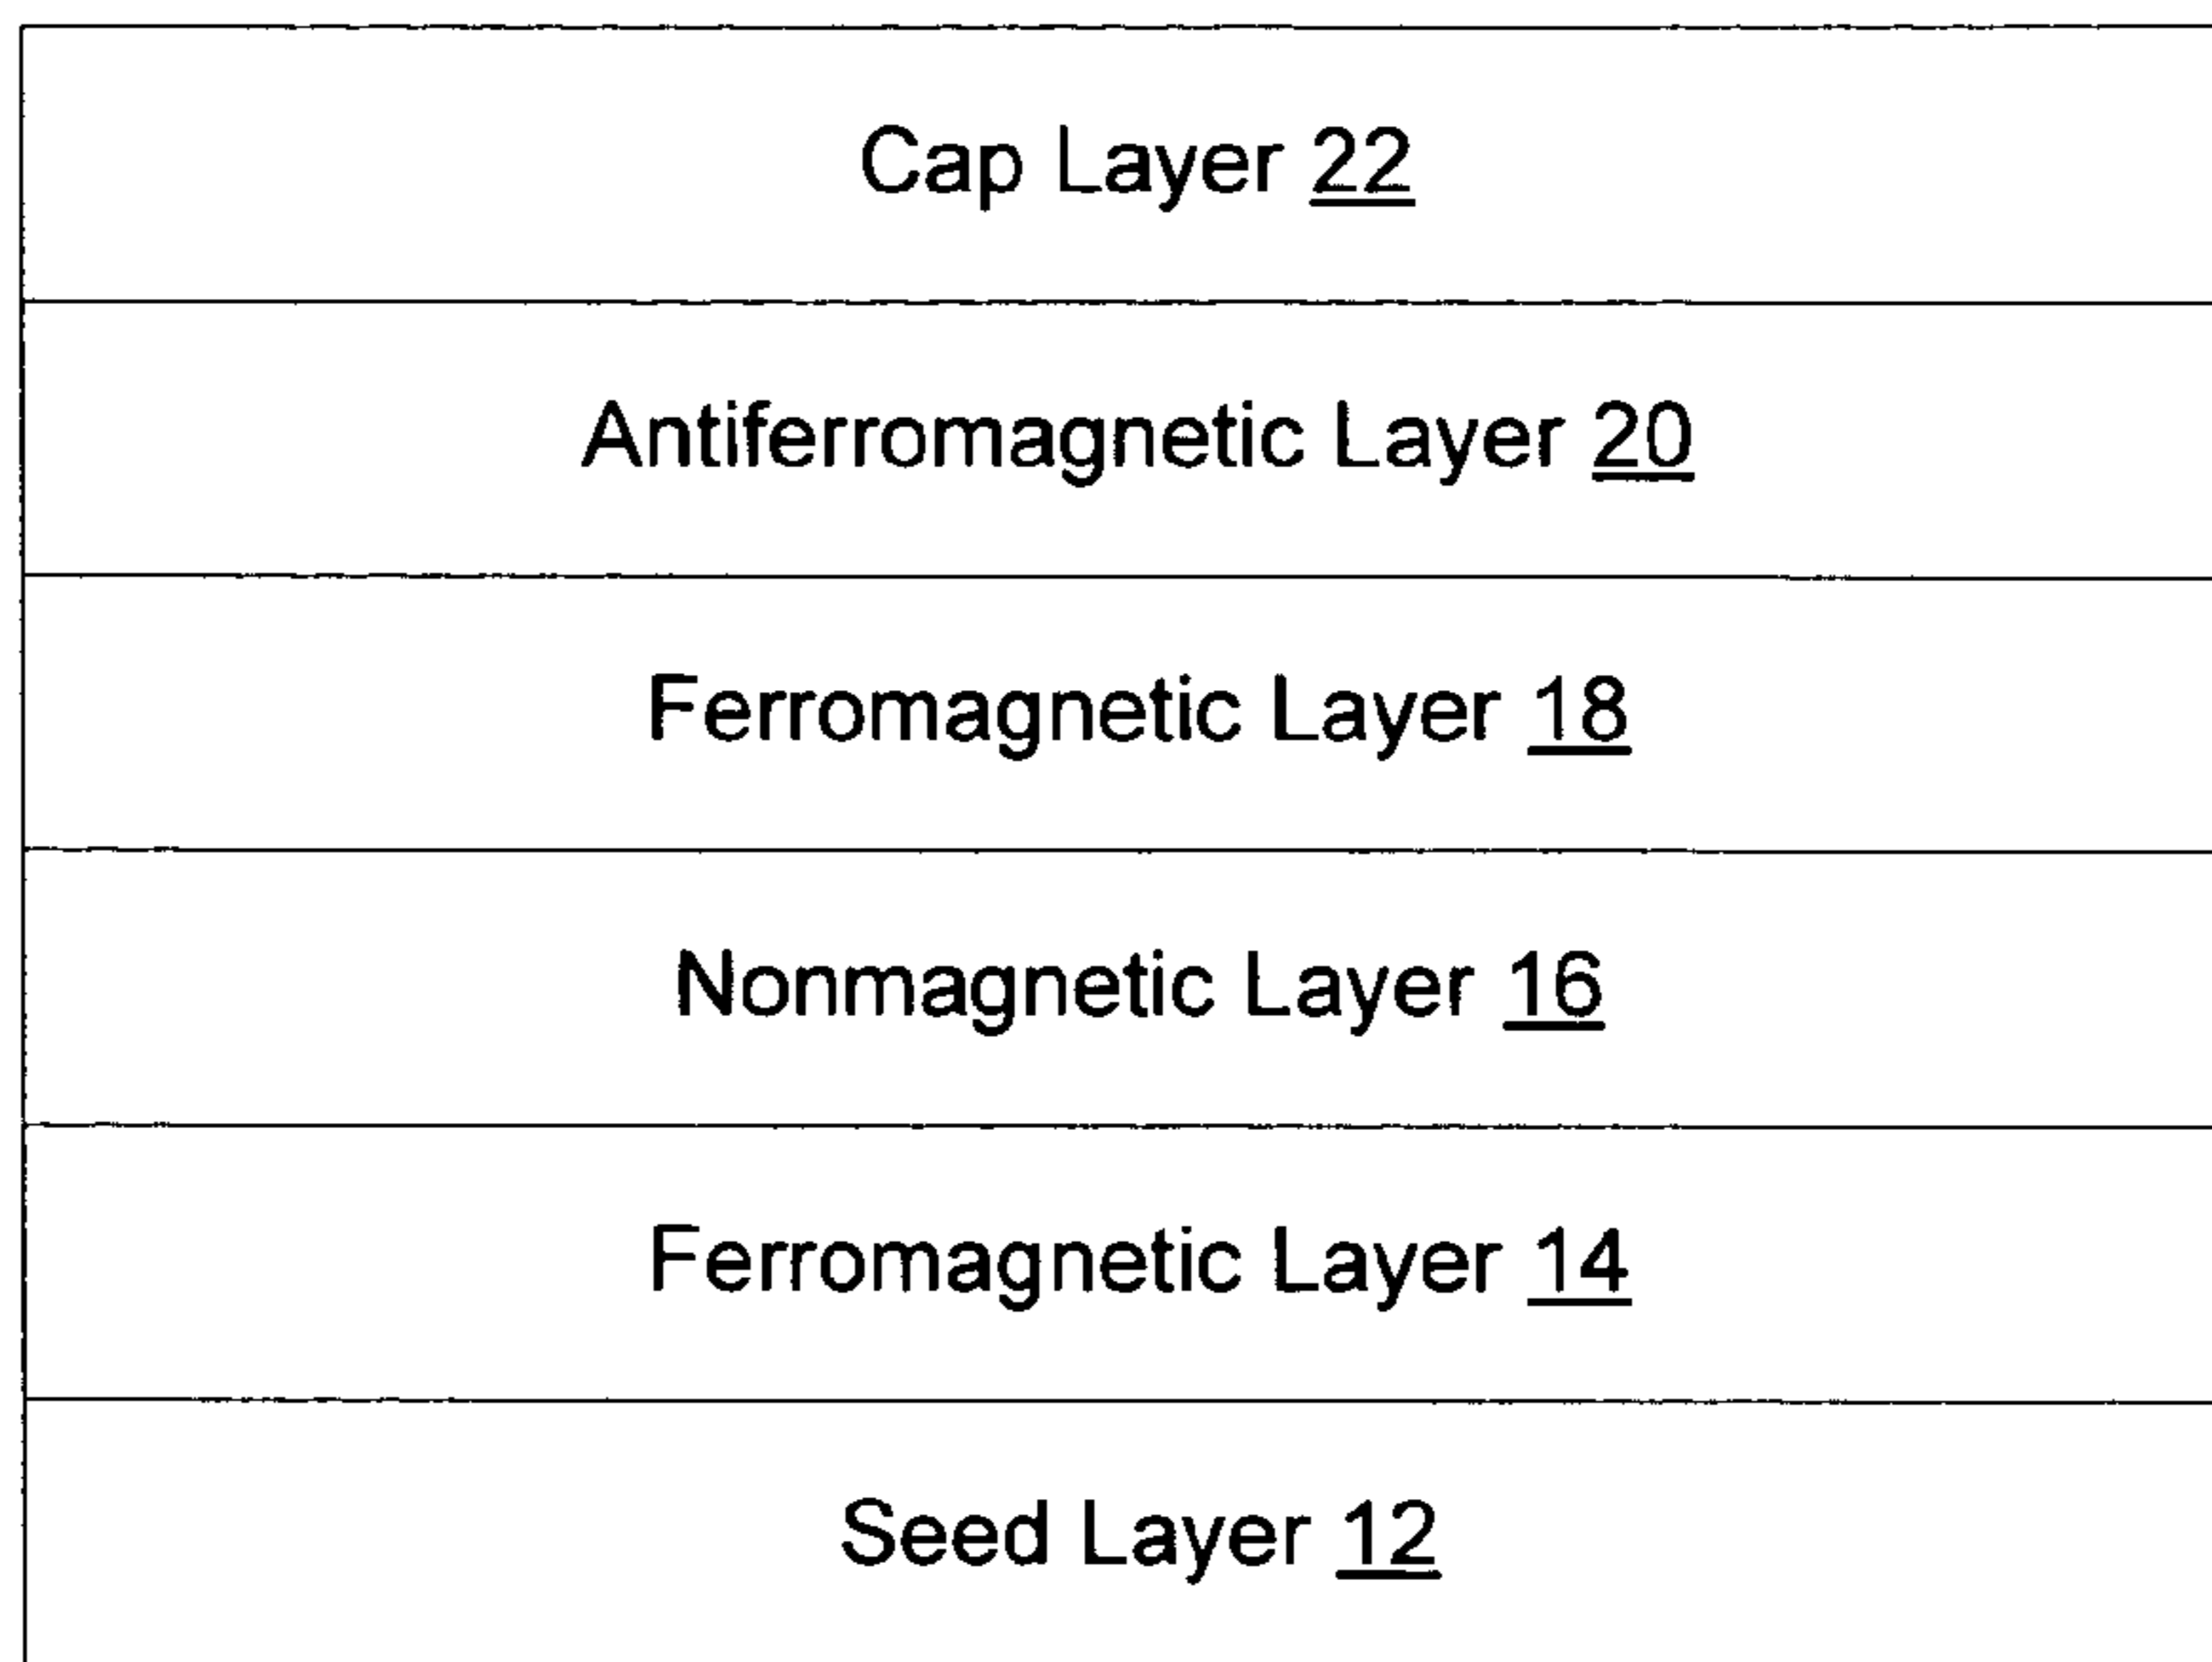 Cap Layer 22
Antiferromagnetic Layer 20
Ferromagnetic Layer 18
Nonmagnetic Layer 16
Ferromagnetic Layer 14
Seed Layer 12